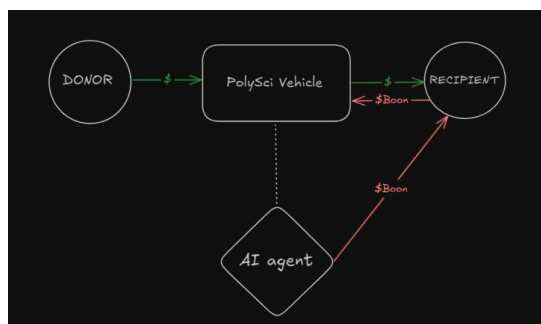 DONOR
$
PolySci Vehicle
$
RECIPIENT
$Boon
$Boon
AI agent